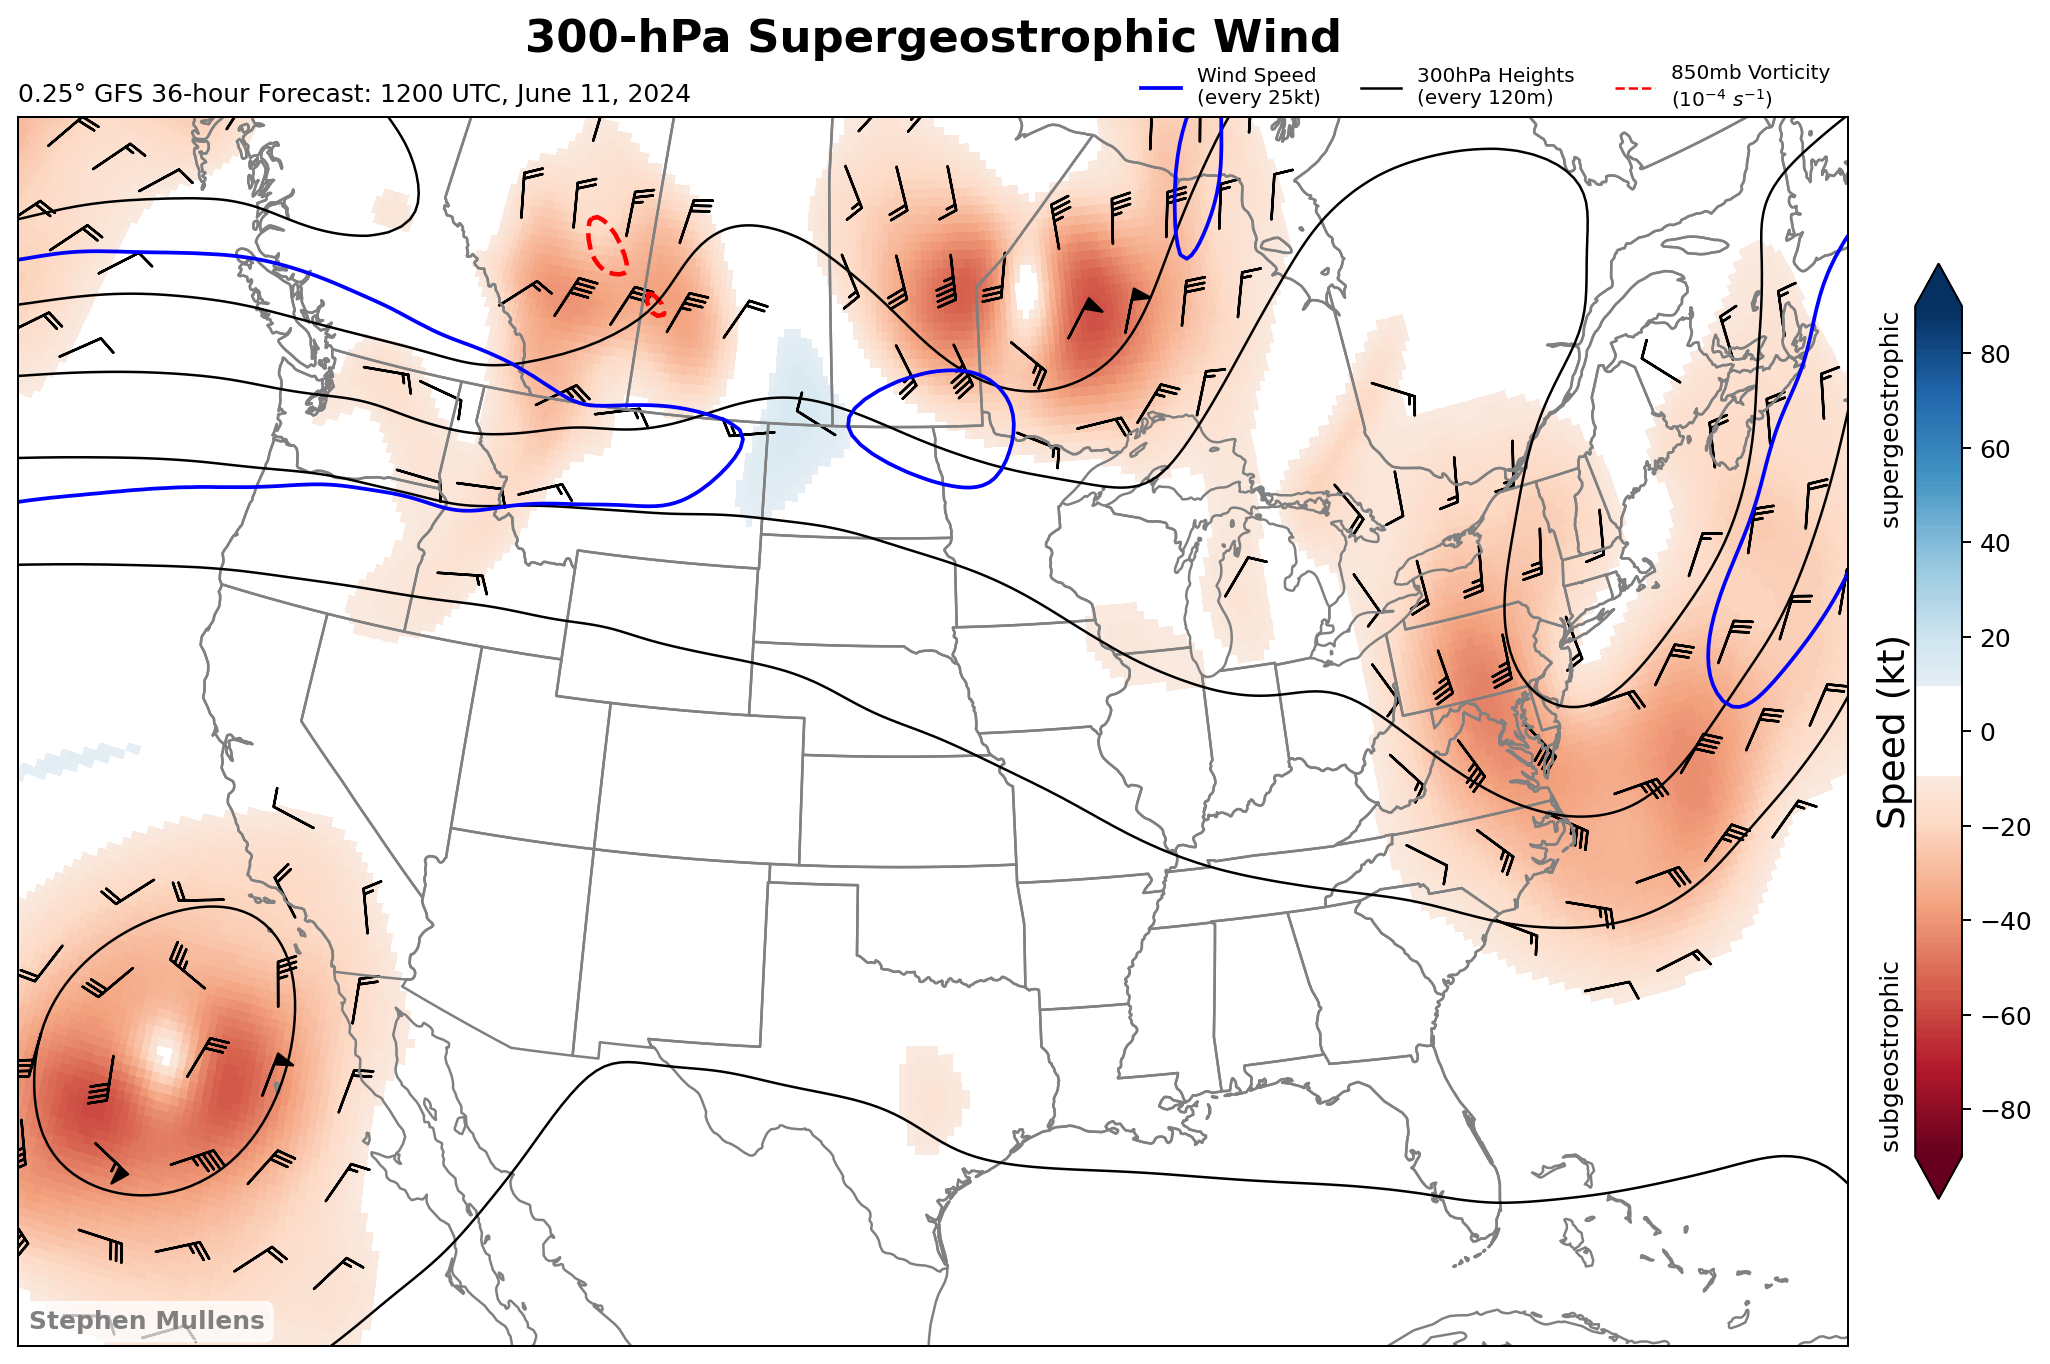 300-hPa Supergeostrophic Wind
0.25° GFS 36-hour Forecast: 1200 UTC, June 11, 2024
Wind Speed
(every 25kt)
300hPa Heights
(every 120m)
850mb Vorticity
(10⁻⁴ s⁻¹)
supergeostrophic
Speed (kt)
subgeostrophic
80
60
40
20
0
−20
−40
−60
−80
Stephen Mullens